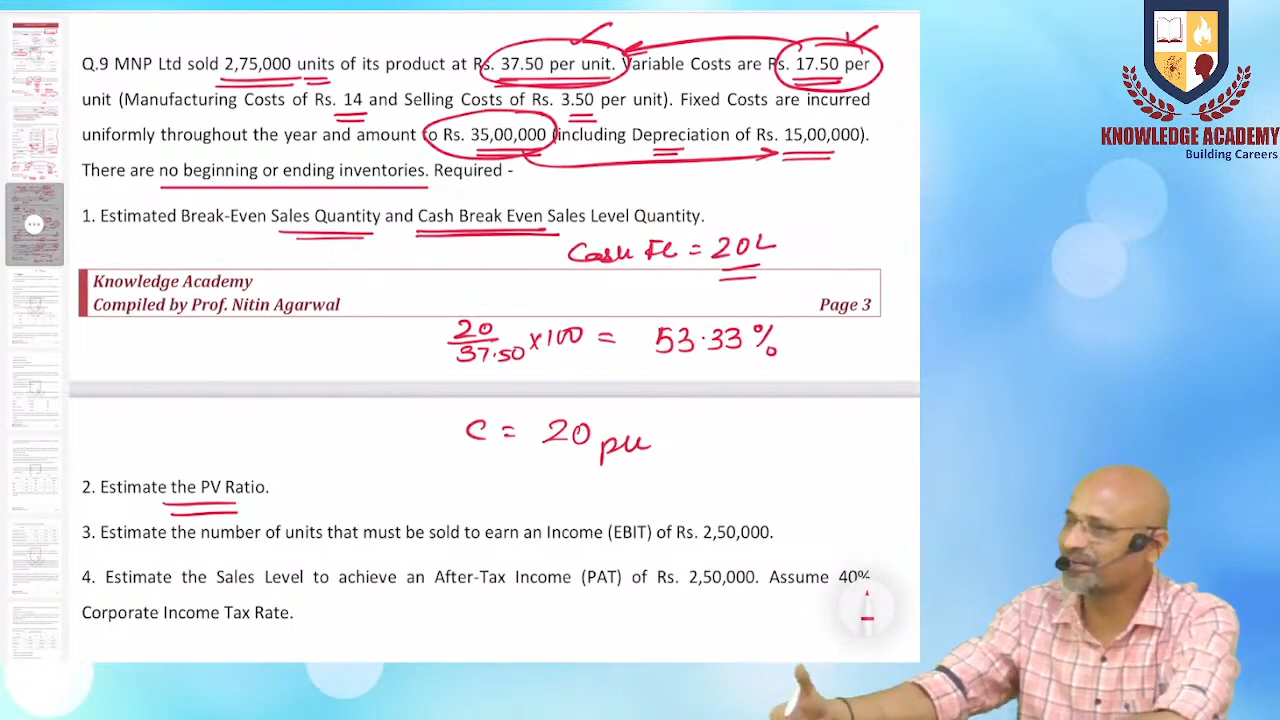 Q.3 MNP Ltd sold 2,75,000 units of its product at Rs. 37.50 per unit. Variable Costs are Rs. 17.50 per
unit (Manufacturing Costs of Rs. 14 and Selling Costs of Rs. 3.50 per unit). Fixed Costs are incurred
uniformly throughout the year and amount to Rs. 35,00,000 (including Depreciation of Rs. 15,00,000).
There are no beginning or ending inventories. Required -
1. Estimated Break-Even Sales Quantity and Cash Break Even Sales Level Quantity.
Cash FC = 20L
Knowledge Academy
Compiled by Prof. Nitin Agarwal
Page 3
20/37.50 x 100 = 53.33 %
C = 20 pu
2. Estimate the PV Ratio.
3. Estimate the number of units that must be sold to earn an Income (EBIT) of Rs. 2,50,000.
4. Estimate the Sales Level to achieve an After-Tax Income (PAT) of Rs. 2,50,000. Assume 40%
Corporate Income Tax Rate.
KNOWLEDGE ACADEMY
Building Careers